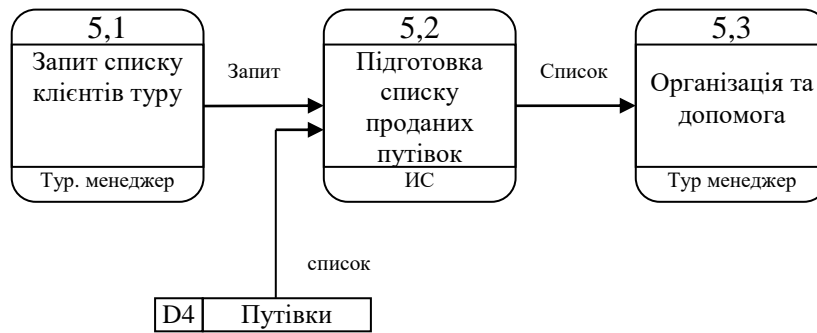 5,1
Запит списку
клієнтів туру
Тур. менеджер
Запит
5,2
Підготовка
списку
проданих
путівок
ИС
Список
5,3
Організація та
допомога
Тур менеджер
список
D4
Путівки